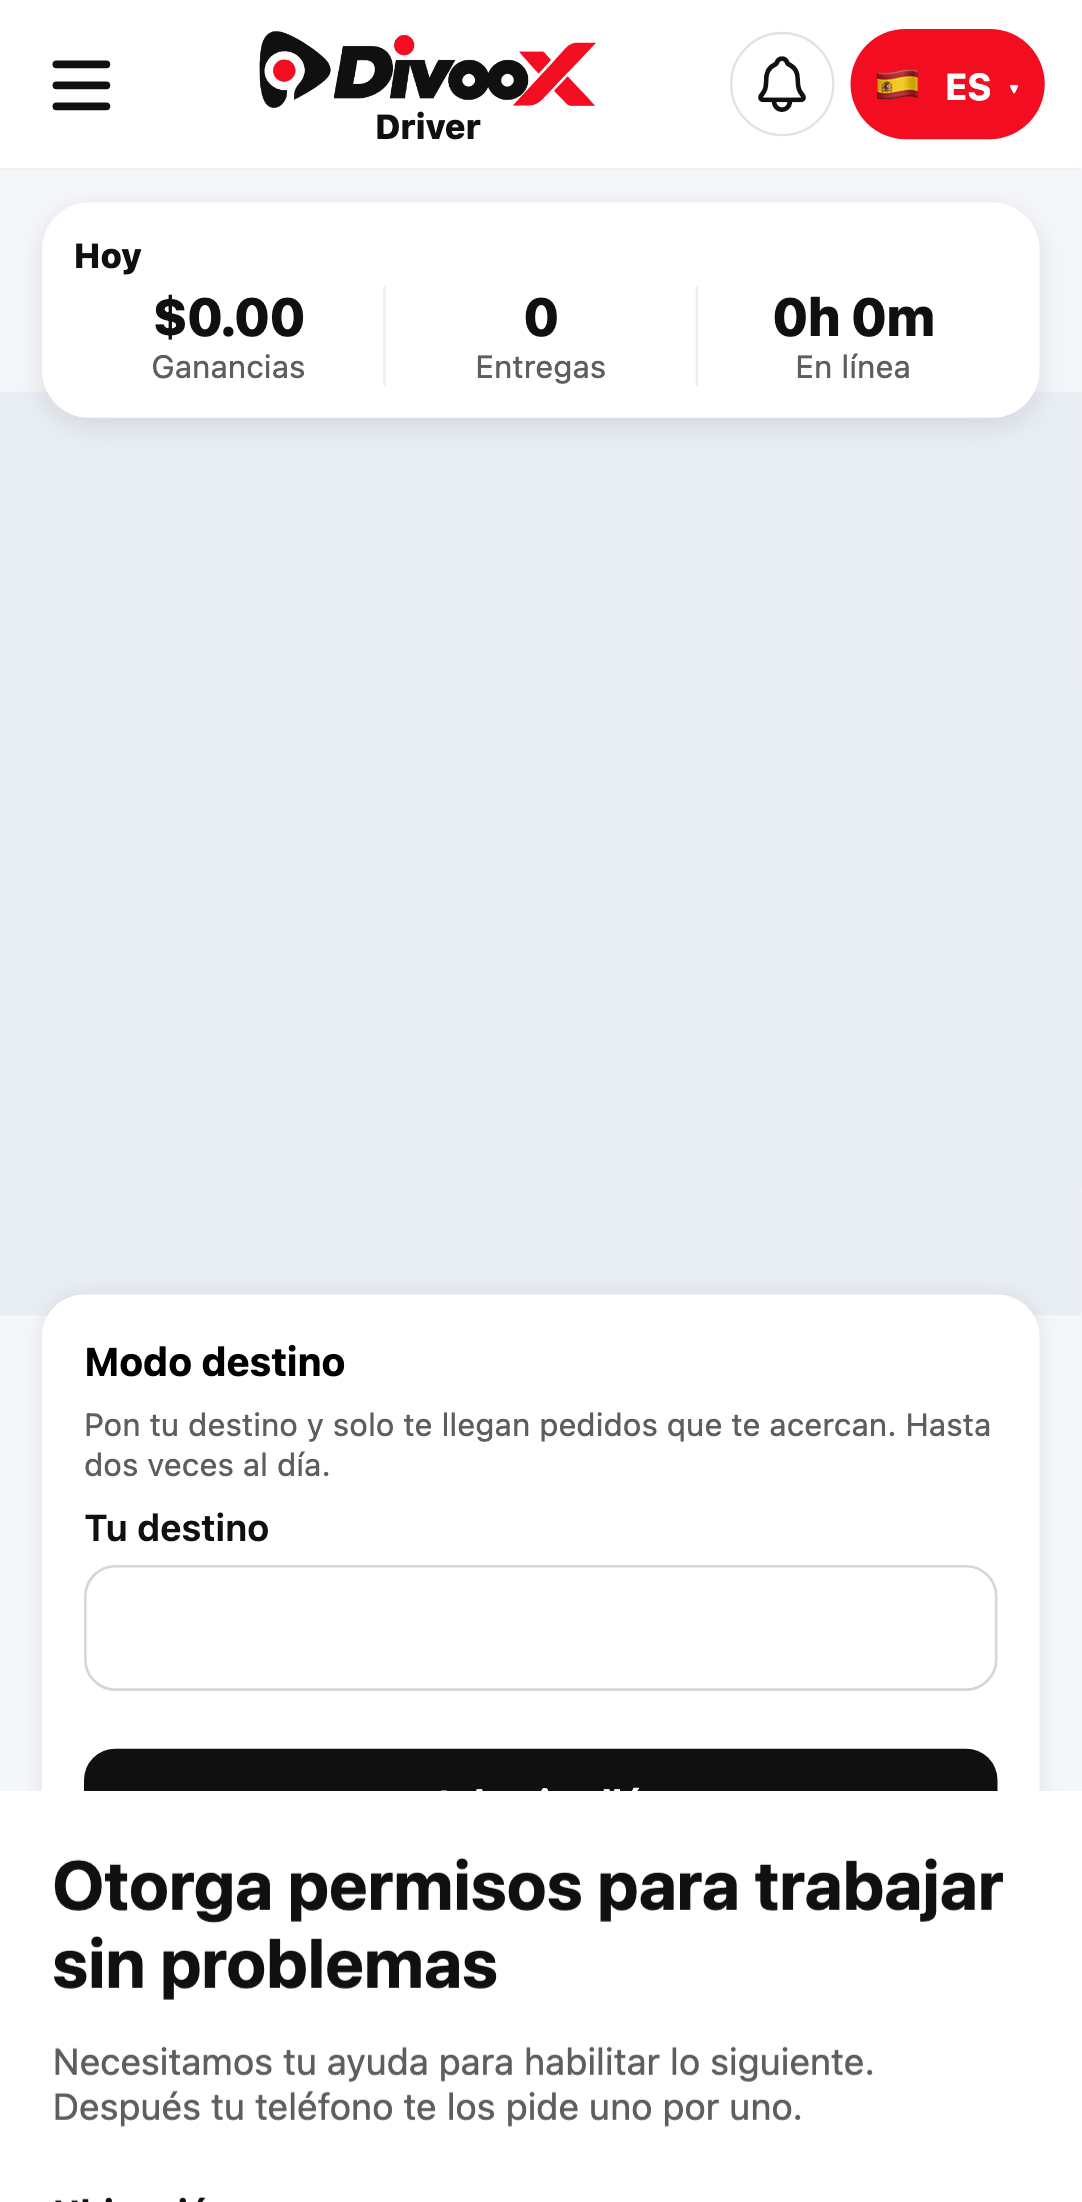 DivooX
Driver
ES
Hoy
$0.00
Ganancias
0
Entregas
0h 0m
En línea
Modo destino
Pon tu destino y solo te llegan pedidos que te acercan. Hasta
dos veces al día.
Tu destino
Otorga permisos para trabajar
sin problemas
Necesitamos tu ayuda para habilitar lo siguiente.
Después tu teléfono te los pide uno por uno.